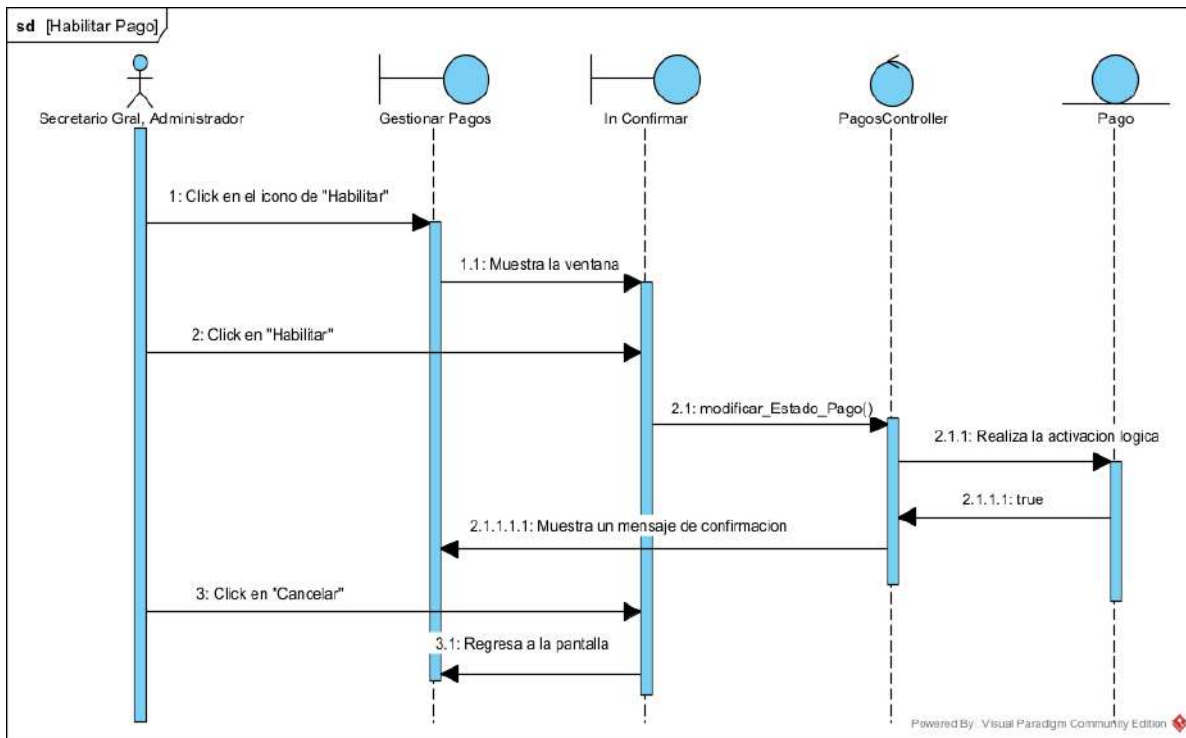 sd [Habilitar Pago]
Secretario Gral, Administrador
Gestionar Pagos
In Confirmar
PagosController
Pago
1: Click en el icono de "Habilitar"
1.1: Muestra la ventana
2: Click en "Habilitar"
2.1: modificar_Estado_Pago()
2.1.1: Realiza la activacion logica
2.1.1.1: true
2.1.1.1.1: Muestra un mensaje de confirmacion
3: Click en "Cancelar"
3.1: Regresa a la pantalla
Powered By: Visual Paradigm Community Edition